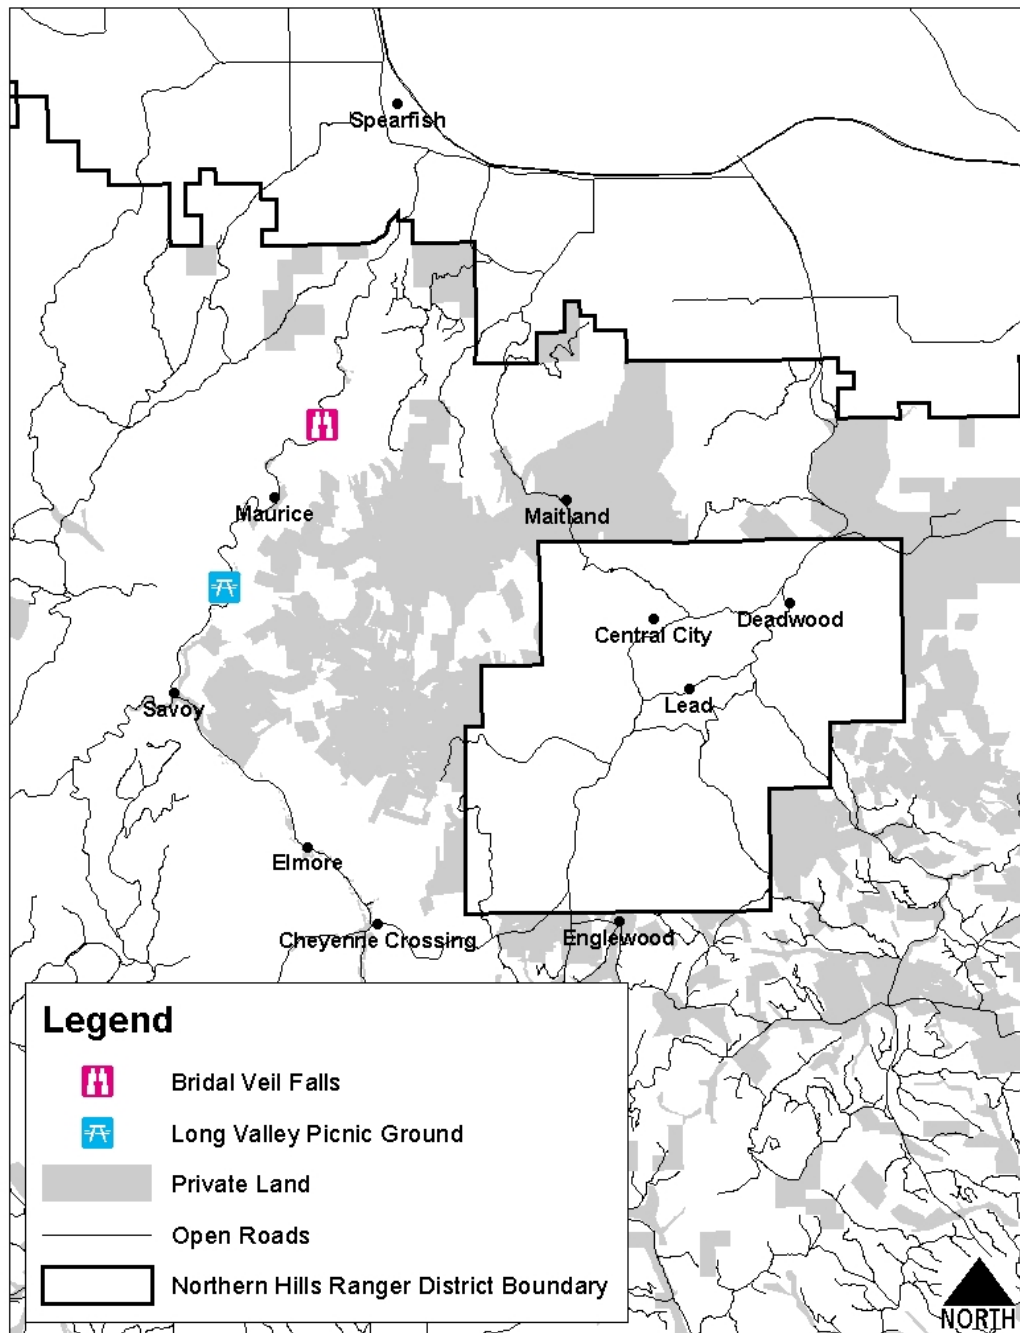 Spearfish
Maurice
Maitland
Central City
Deadwood
Lead
Savoy
Elmore
Cheyenne Crossing
Englewood
Legend
Bridal Veil Falls
Long Valley Picnic Ground
Private Land
Open Roads
Northern Hills Ranger District Boundary
NORTH